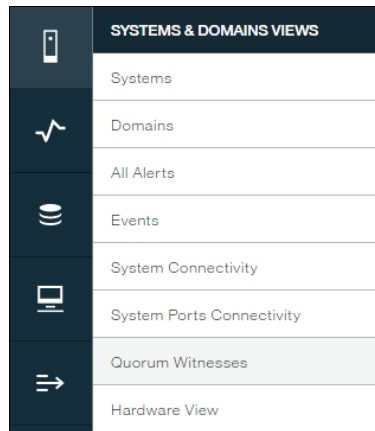 SYSTEMS & DOMAINS VIEWS
Systems
Domains
All Alerts
Events
System Connectivity
System Ports Connectivity
Quorum Witnesses
Hardware View